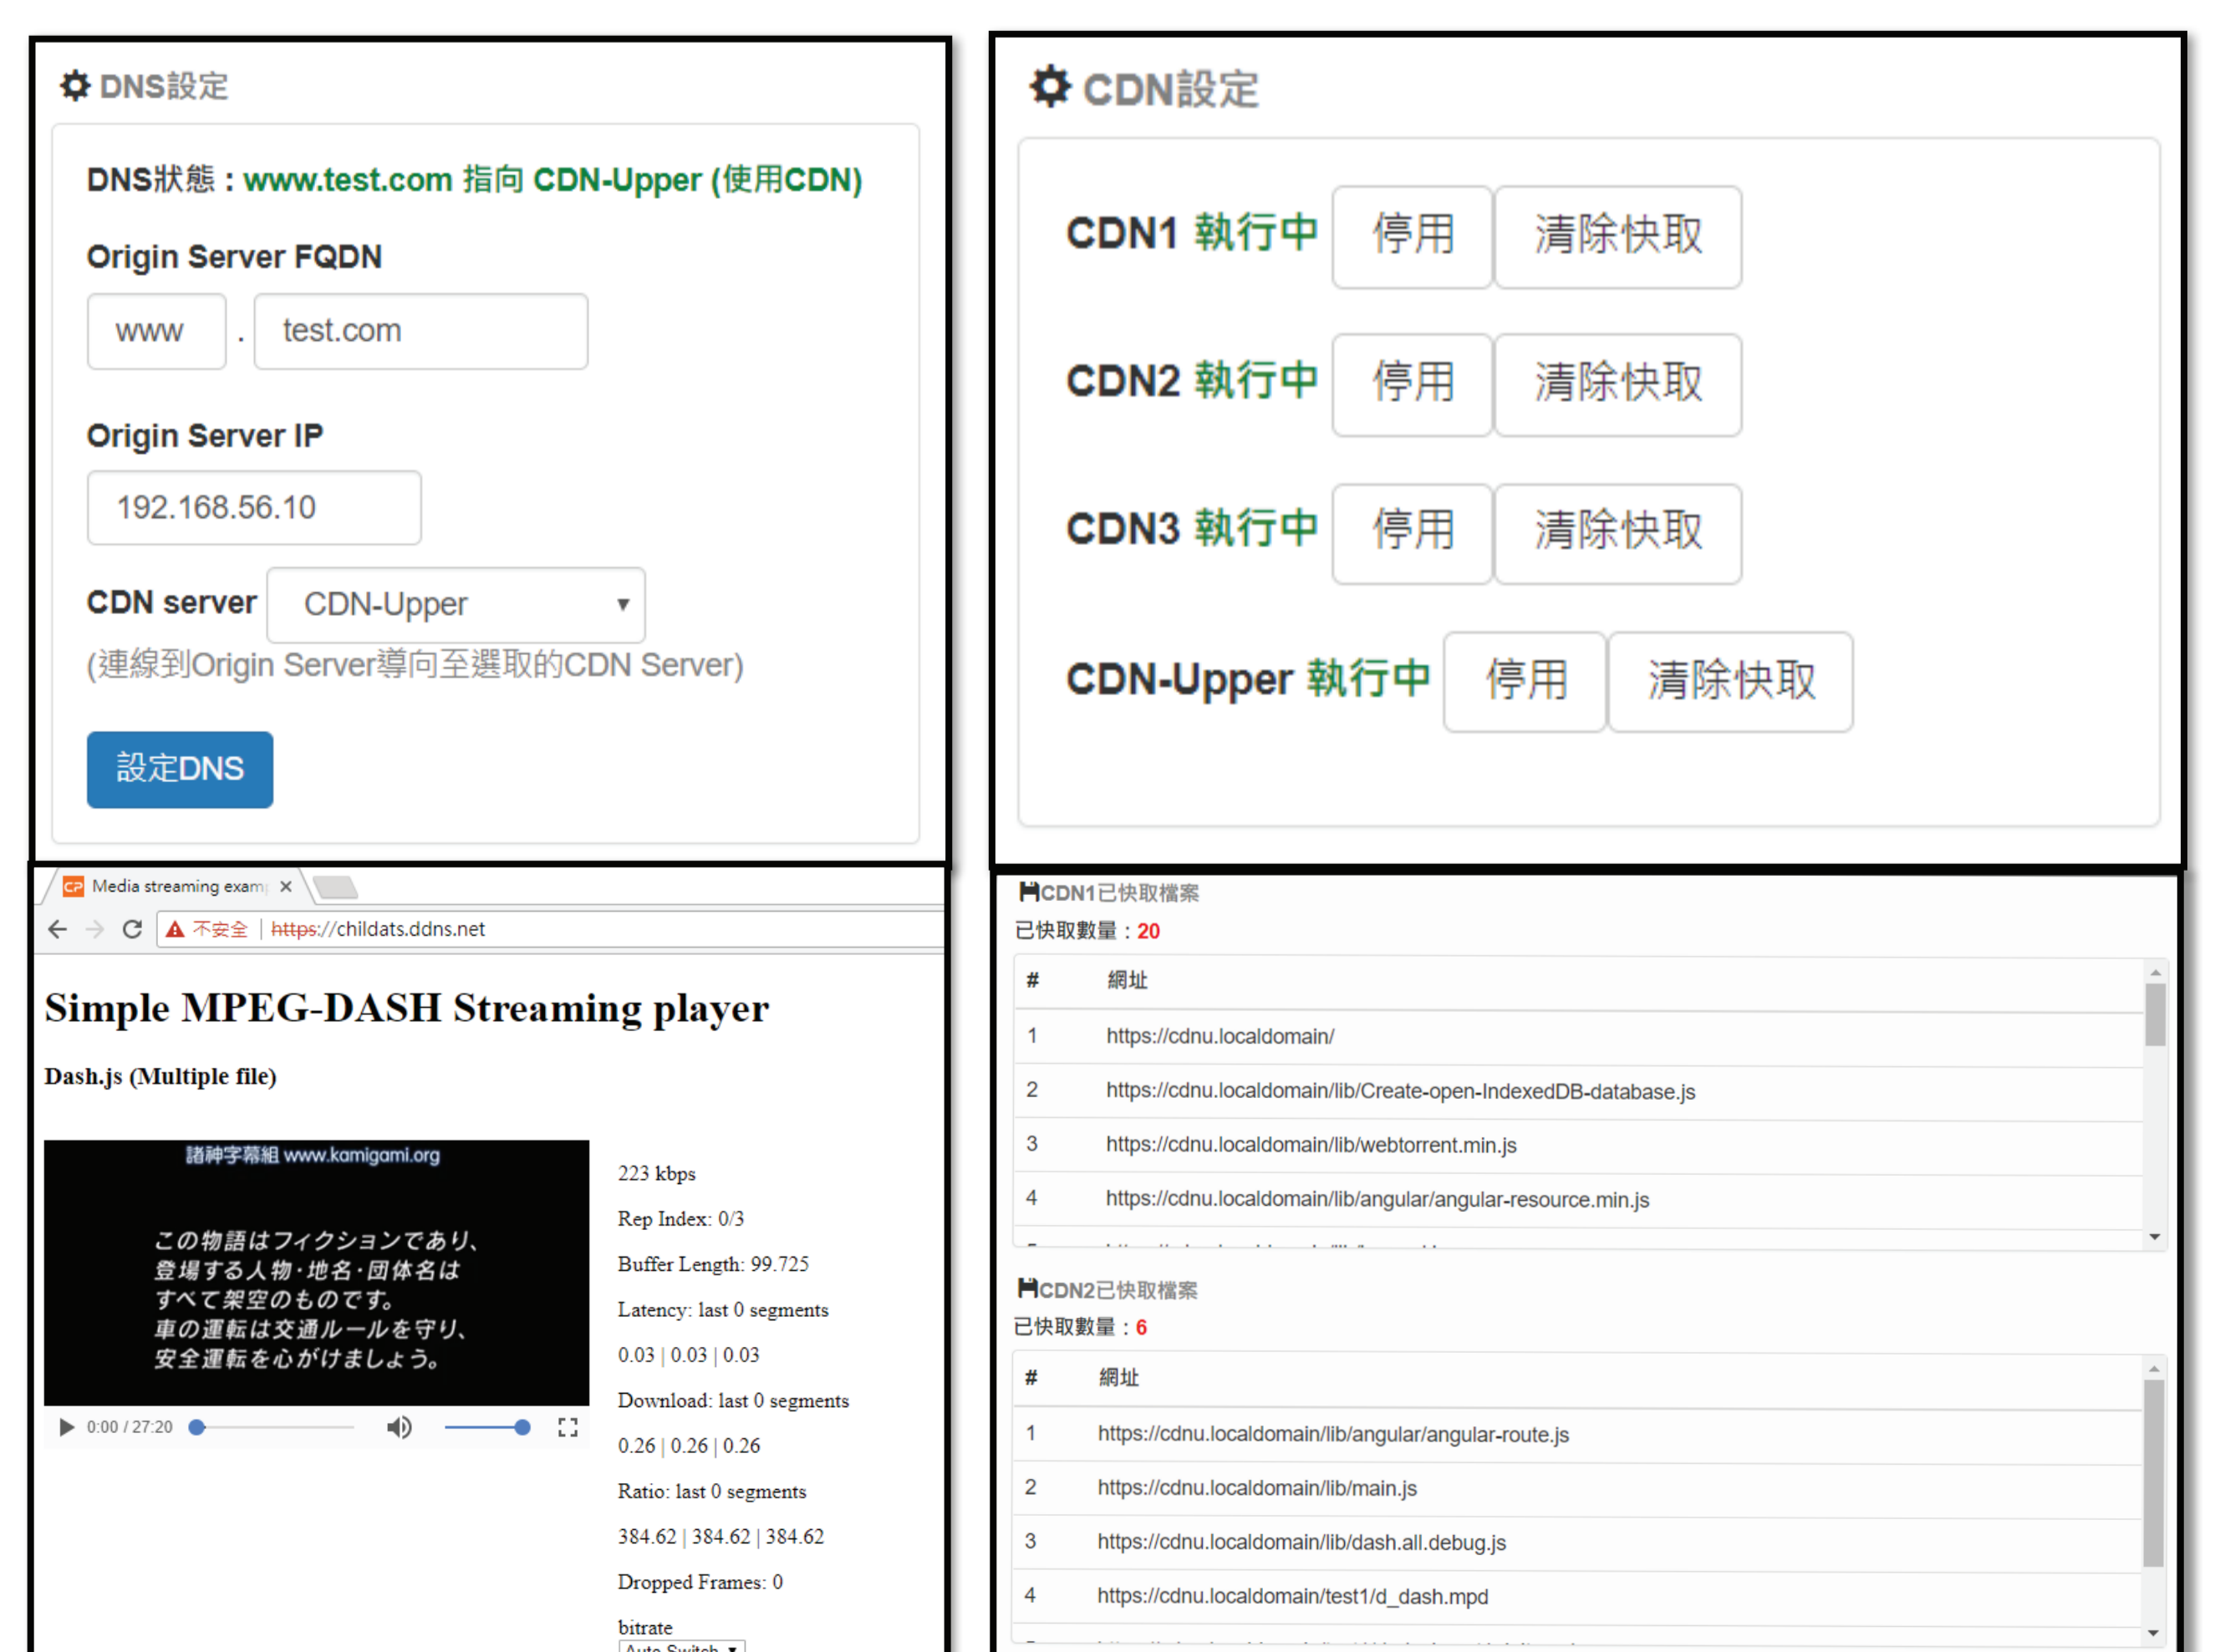 DNS設定
DNS狀態 : www.test.com 指向 CDN-Upper (使用CDN)
Origin Server FQDN
www . test.com
Origin Server IP
192.168.56.10
CDN server CDN-Upper
(連線到Origin Server導向至選取的CDN Server)
設定DNS
CDN設定
CDN1 執行中 停用 清除快取
CDN2 執行中 停用 清除快取
CDN3 執行中 停用 清除快取
CDN-Upper 執行中 停用 清除快取
CP Media streaming exam
不安全 | https://childats.ddns.net
Simple MPEG-DASH Streaming player
Dash.js (Multiple file)
諸神字幕組 www.kamigami.org
この物語はフィクションであり、
登場する人物・地名・団体名は
すべて架空のものです。
車の運転は交通ルールを守り、
安全運転を心がけましょう。
0:00 / 27:20
223 kbps
Rep Index: 0/3
Buffer Length: 99.725
Latency: last 0 segments
0.03 | 0.03 | 0.03
Download: last 0 segments
0.26 | 0.26 | 0.26
Ratio: last 0 segments
384.62 | 384.62 | 384.62
Dropped Frames: 0
bitrate
Auto Switch
CDN1已快取檔案
已快取數量：20
# 網址
1 https://cdnu.localdomain/
2 https://cdnu.localdomain/lib/Create-open-IndexedDB-database.js
3 https://cdnu.localdomain/lib/webtorrent.min.js
4 https://cdnu.localdomain/lib/angular/angular-resource.min.js
CDN2已快取檔案
已快取數量：6
# 網址
1 https://cdnu.localdomain/lib/angular/angular-route.js
2 https://cdnu.localdomain/lib/main.js
3 https://cdnu.localdomain/lib/dash.all.debug.js
4 https://cdnu.localdomain/test1/d_dash.mpd